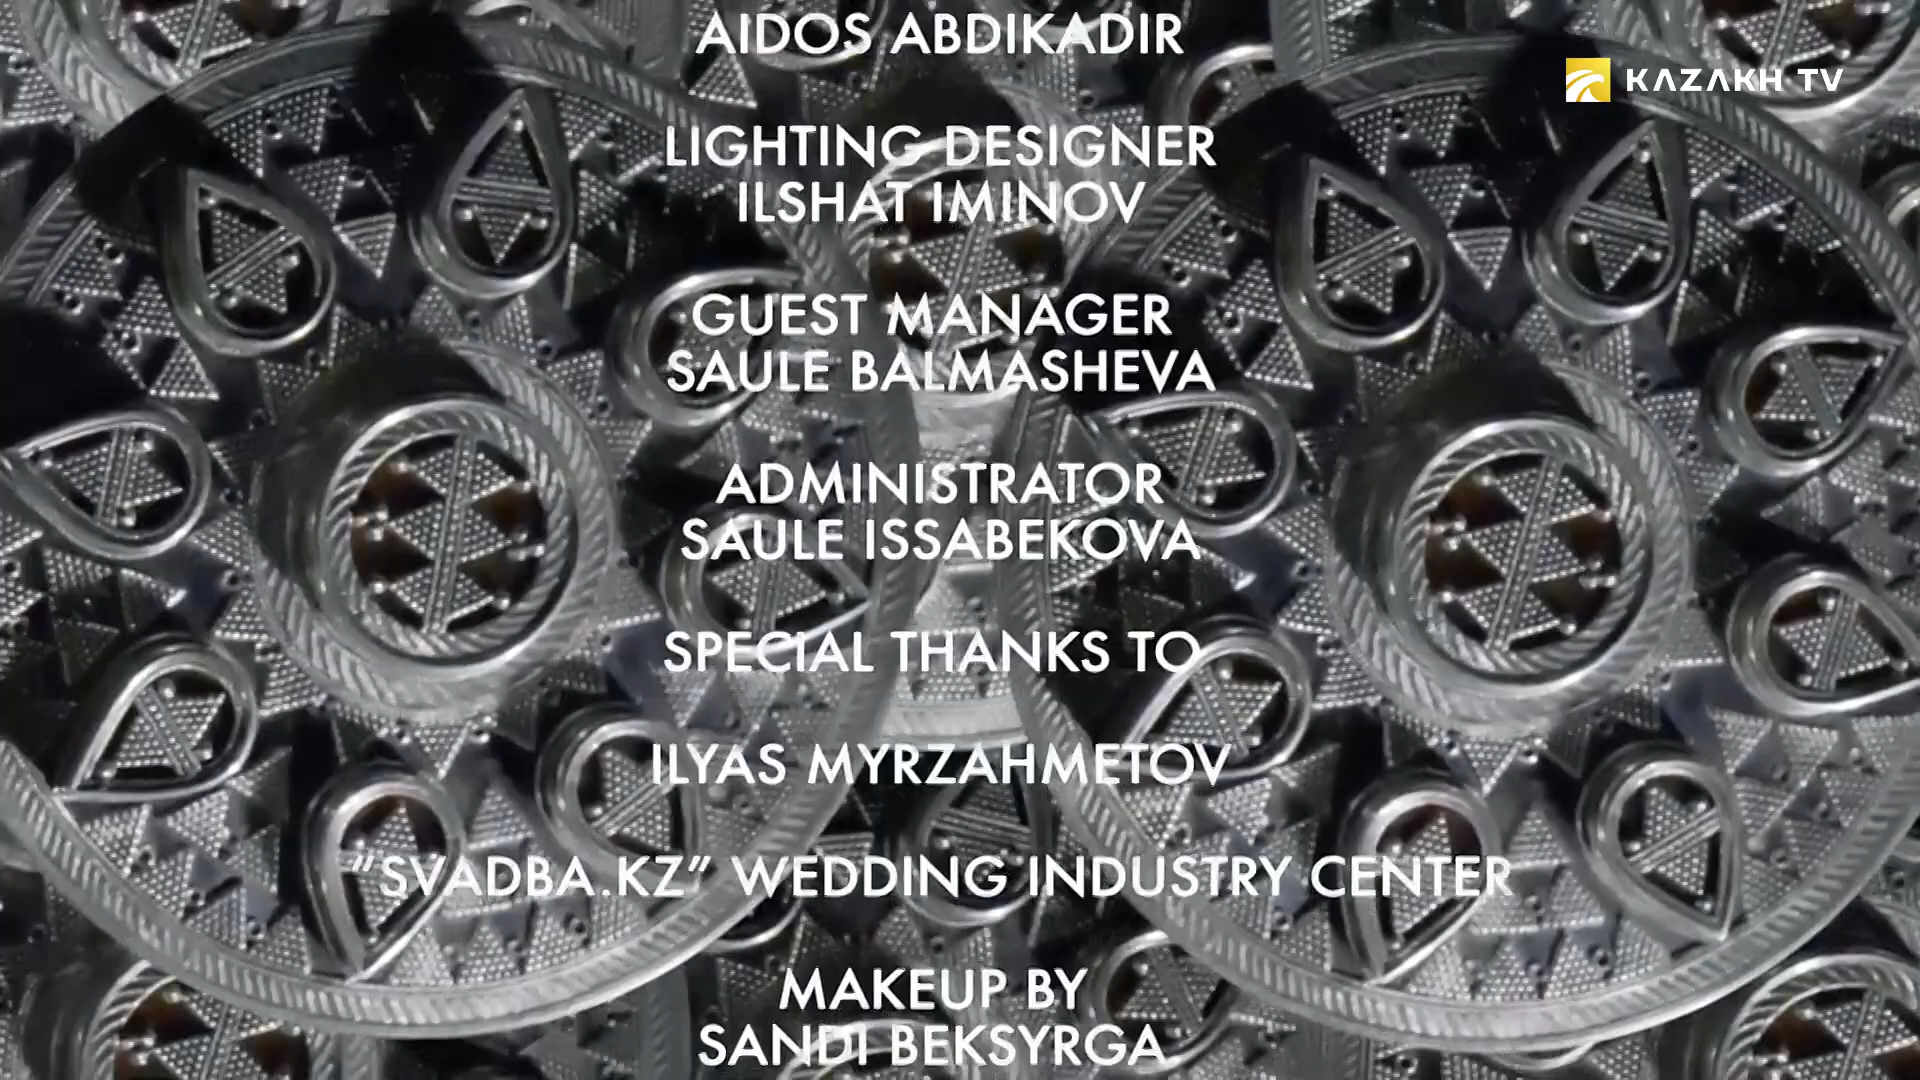 AIDOS ABDIKADIR
KAZAKH TV
LIGHTING DESIGNER
ILSHAT IMINOV
GUEST MANAGER
SAULE BALMASHEVA
ADMINISTRATOR
SAULE ISSABEKOVA
SPECIAL THANKS TO
ILYAS MYRZAHMETOV
“SVADBA.KZ” WEDDING INDUSTRY CENTER
MAKEUP BY
SANDI BEKSYRGA